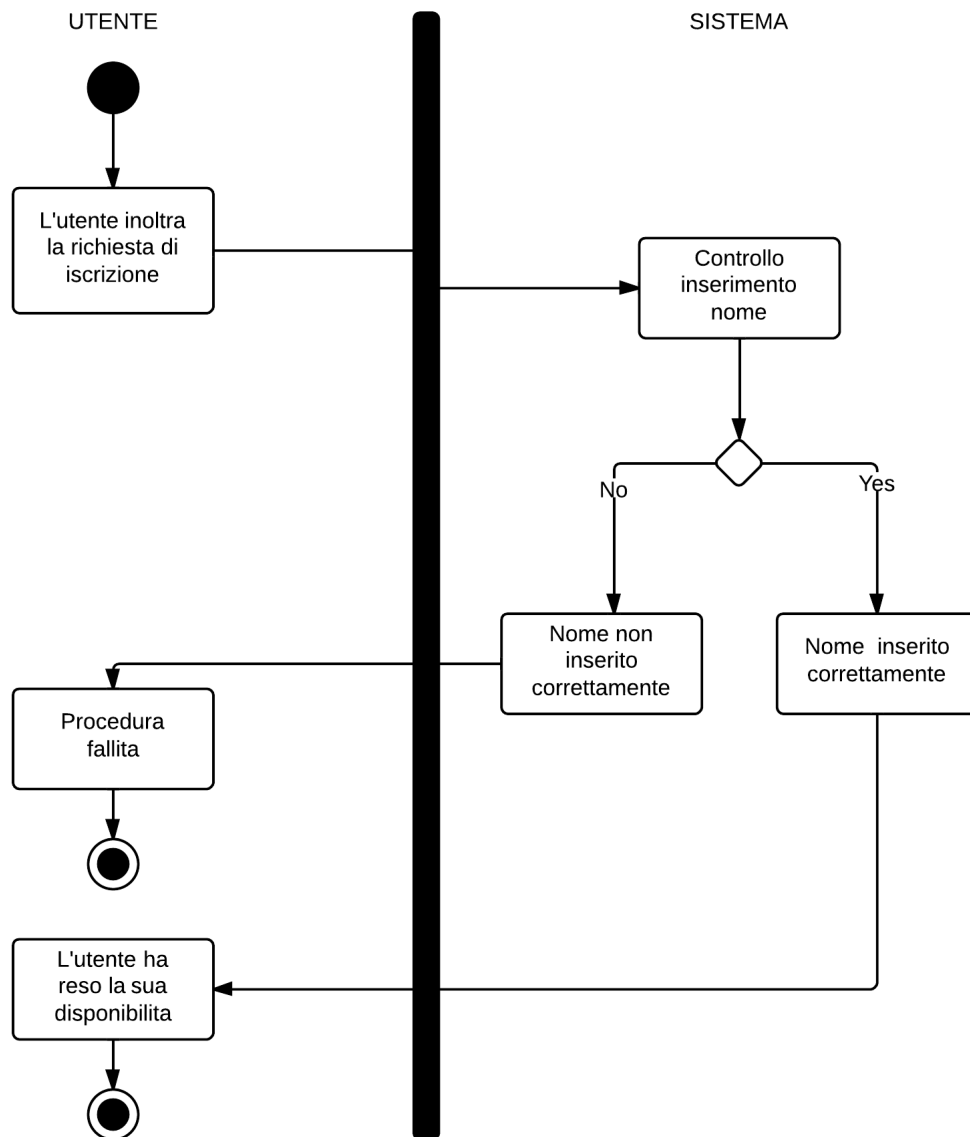 UTENTE
SISTEMA
L'utente inoltra
la richiesta di
iscrizione
Controllo
inserimento
nome
No
Yes
Nome non
inserito
correttamente
Nome inserito
correttamente
Procedura
fallita
L'utente ha
reso la sua
disponibilita